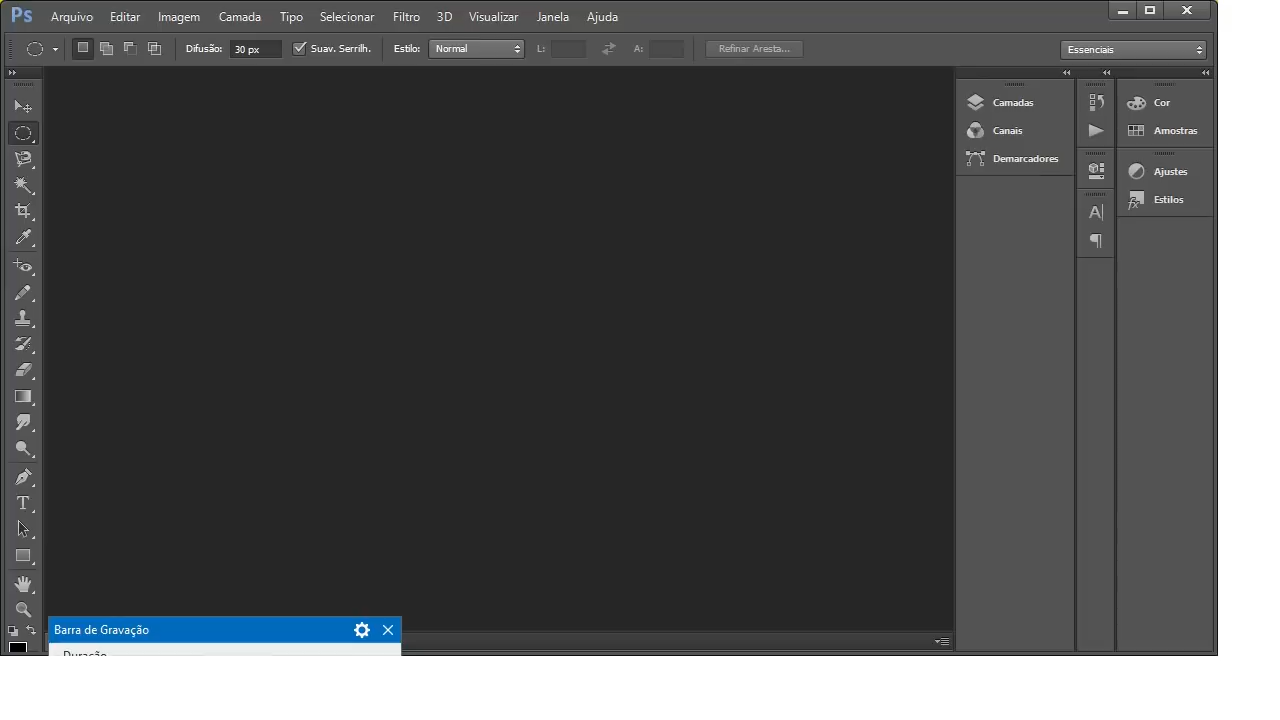 Ps Arquivo Editar Imagem Camada Tipo Selecionar Filtro 3D Visualizar Janela Ajuda
Difusão: 30 px Suav. Serrilh. Estilo: Normal L: A: Refinar Aresta... Essenciais
Camadas
Canais
Demarcadores
Cor
Amostras
Ajustes
Estilos
Barra de Gravação
Duração